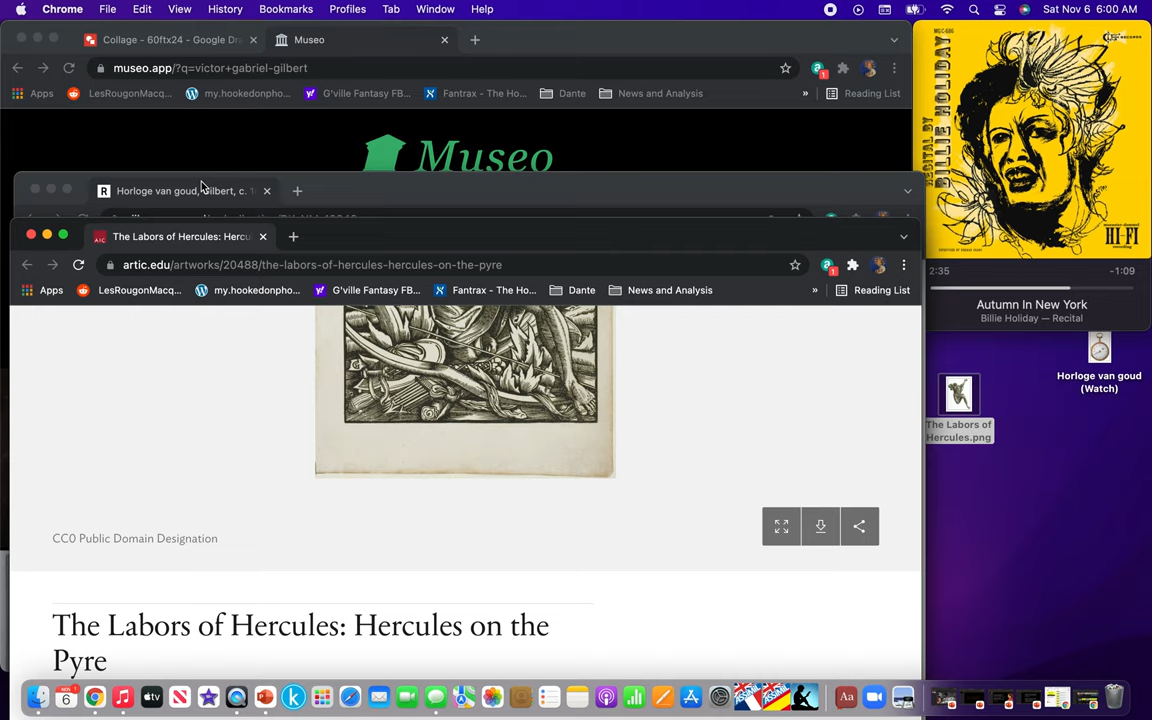 Chrome File Edit View History Bookmarks Profiles Tab Window Help Sat Nov 6 6:00 AM
Collage - 60ftx24 - Google Dra Museo
museo.app/?q=victor+gabriel-gilbert
Apps LesRougonMacq... my.hookedonpho... G'ville Fantasy FB... Fantrax - The Ho... Dante News and Analysis » Reading List
Museo
Horloge van goud, Gilbert, c. 
The Labors of Hercules: Hercu
artic.edu/artworks/20488/the-labors-of-hercules-hercules-on-the-pyre
Apps LesRougonMacq... my.hookedonpho... G'ville Fantasy FB... Fantrax - The Ho... Dante News and Analysis » Reading List
CC0 Public Domain Designation
The Labors of Hercules: Hercules on the
Pyre
RECITAL BY
BILLIE HOLIDAY
HI-FI
2:35 -1:09
Autumn In New York
Billie Holiday — Recital
Horloge van goud
(Watch)
The Labors of
Hercules.png